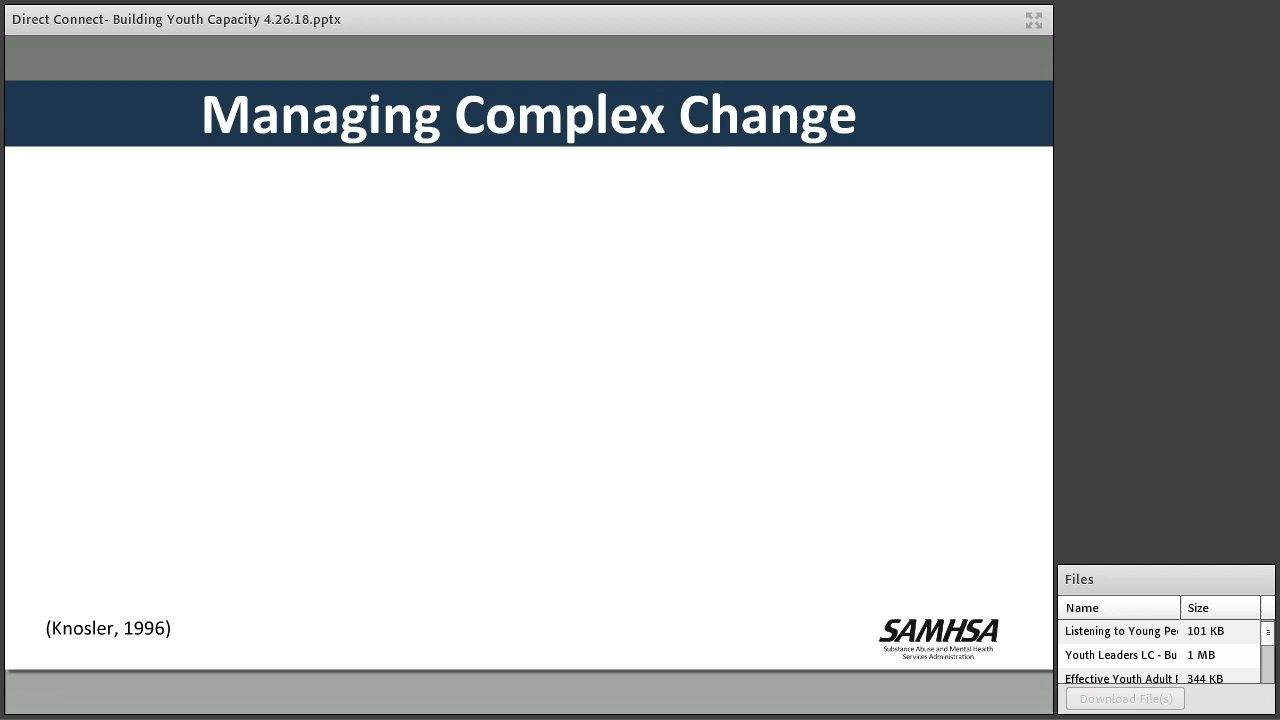 Direct Connect- Building Youth Capacity 4.26.18.pptx
Managing Complex Change
(Knosler, 1996)
SAMHSA
Substance Abuse and Mental Health
Services Administration
Files
Name Size
Listening to Young Pe 101 KB
Youth Leaders LC - Bu 1 MB
Effective Youth Adult 344 KB
Download File(s)